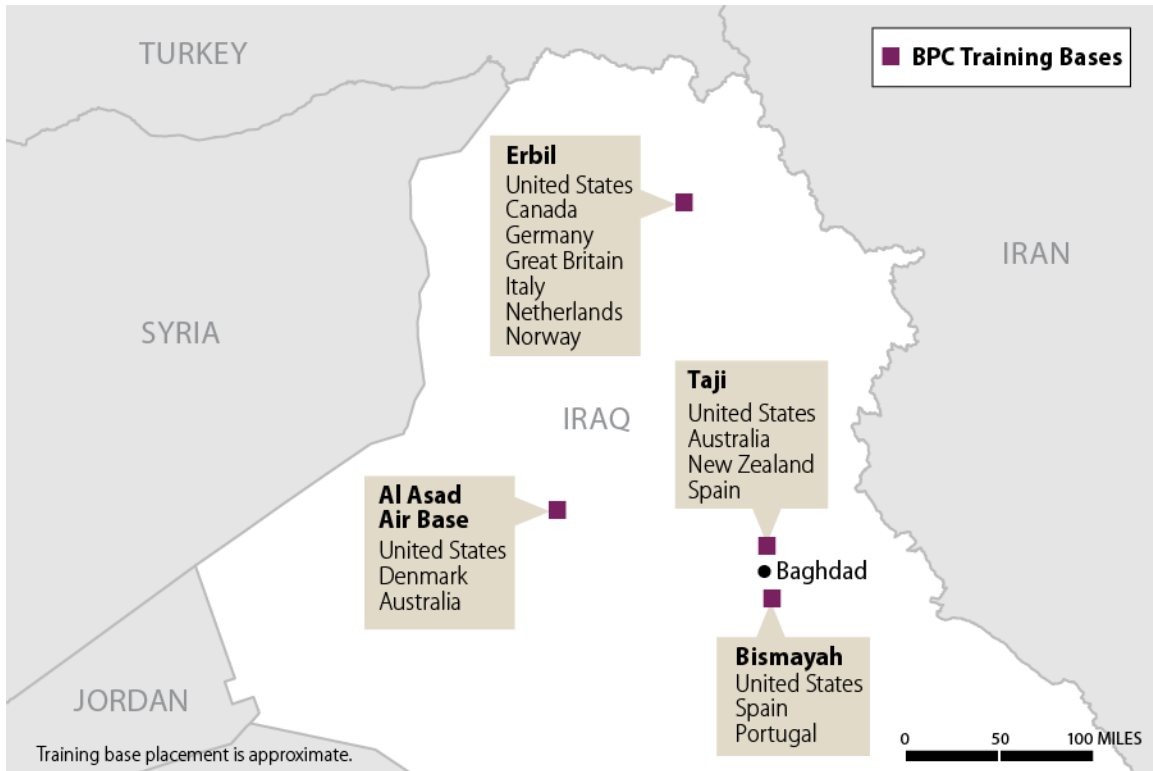 TURKEY
BPC Training Bases
Erbil
United States
Canada
Germany
Great Britain
Italy
Netherlands
Norway
IRAN
SYRIA
Taji
United States
Australia
New Zealand
Spain
IRAQ
Al Asad
Air Base
United States
Denmark
Australia
Baghdad
Bismayah
United States
Spain
Portugal
JORDAN
Training base placement is approximate.
0 50 100 MILES